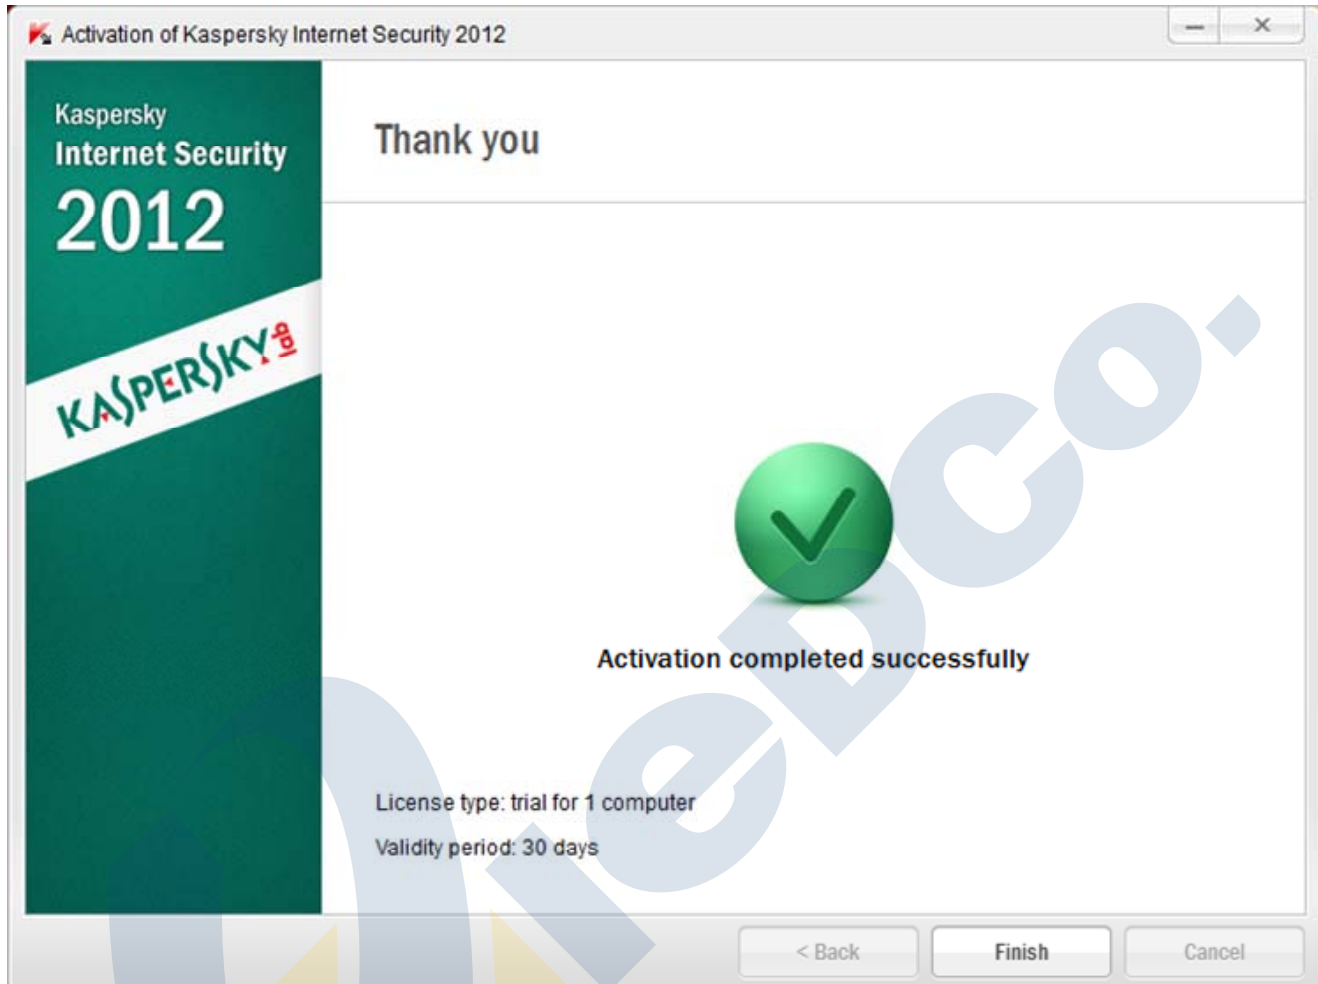 Activation of Kaspersky Internet Security 2012
Kaspersky
Internet Security
2012
KASPERSKY lab
Thank you
Activation completed successfully
License type: trial for 1 computer
Validity period: 30 days
< Back
Finish
Cancel